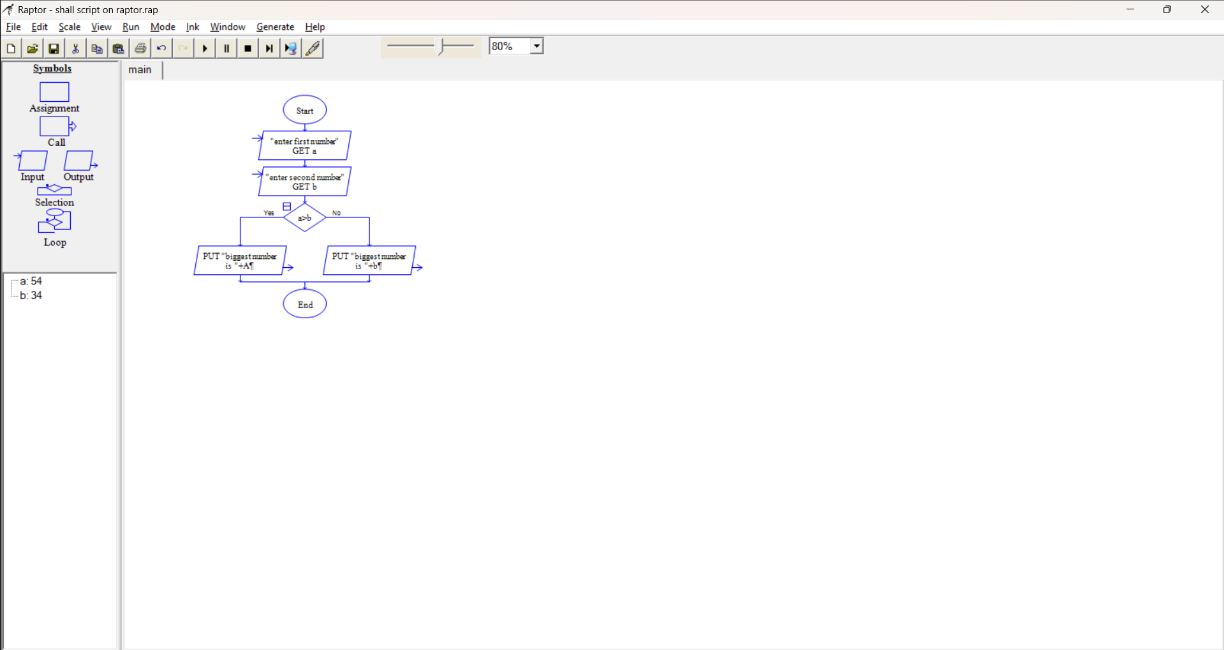 Raptor - shall script on raptor.rap
File Edit Scale View Run Mode Ink Window Generate Help
80%
Symbols
Assignment
Call
Input Output
Selection
Loop
a: 54
b: 34
main
Start
"enter first number"
GET a
"enter second number"
GET b
Yes a>b No
PUT "biggest number
is "+A¶
PUT "biggest number
is "+b¶
End